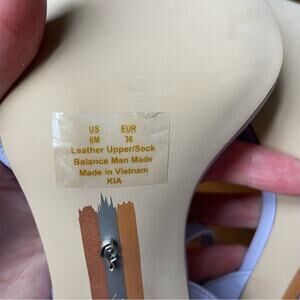 US EUR
6M 36
Leather Upper/Sock
Balance Man Made
Made in Vietnam
KIA